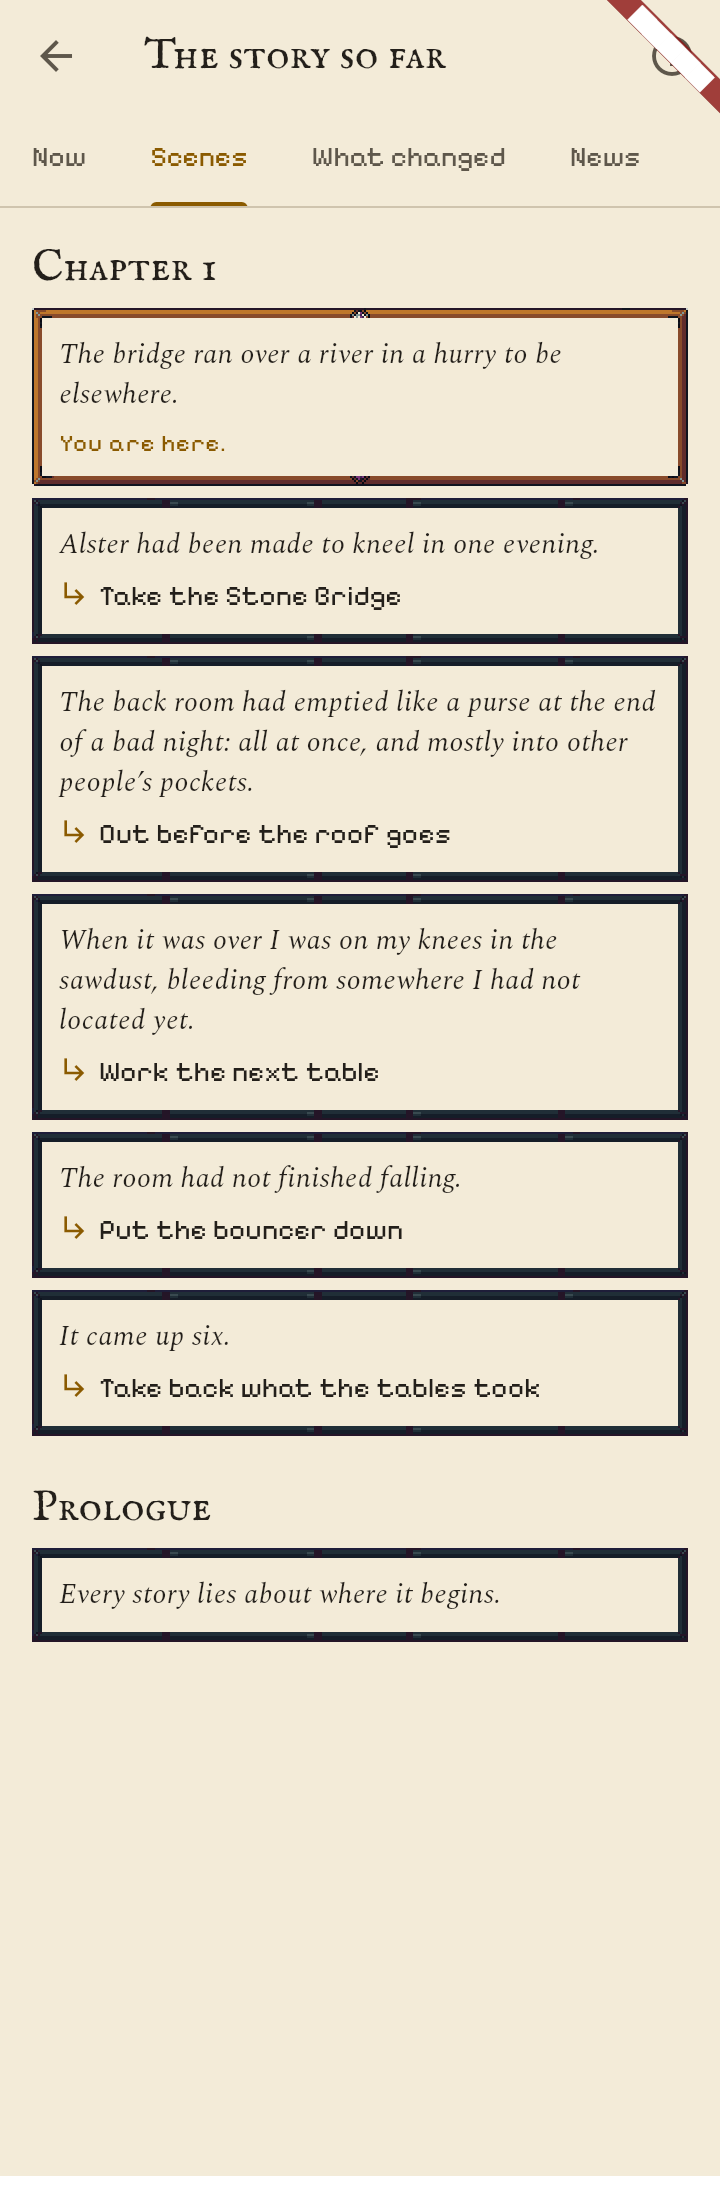 The story so far
Now
Scenes
What changed
News
Chapter 1
The bridge ran over a river in a hurry to be
elsewhere.
You are here.
Alster had been made to kneel in one evening.
↳ Take the Stone Bridge
The back room had emptied like a purse at the end
of a bad night: all at once, and mostly into other
people’s pockets.
↳ Out before the roof goes
When it was over I was on my knees in the
sawdust, bleeding from somewhere I had not
located yet.
↳ Work the next table
The room had not finished falling.
↳ Put the bouncer down
It came up six.
↳ Take back what the tables took
Prologue
Every story lies about where it begins.